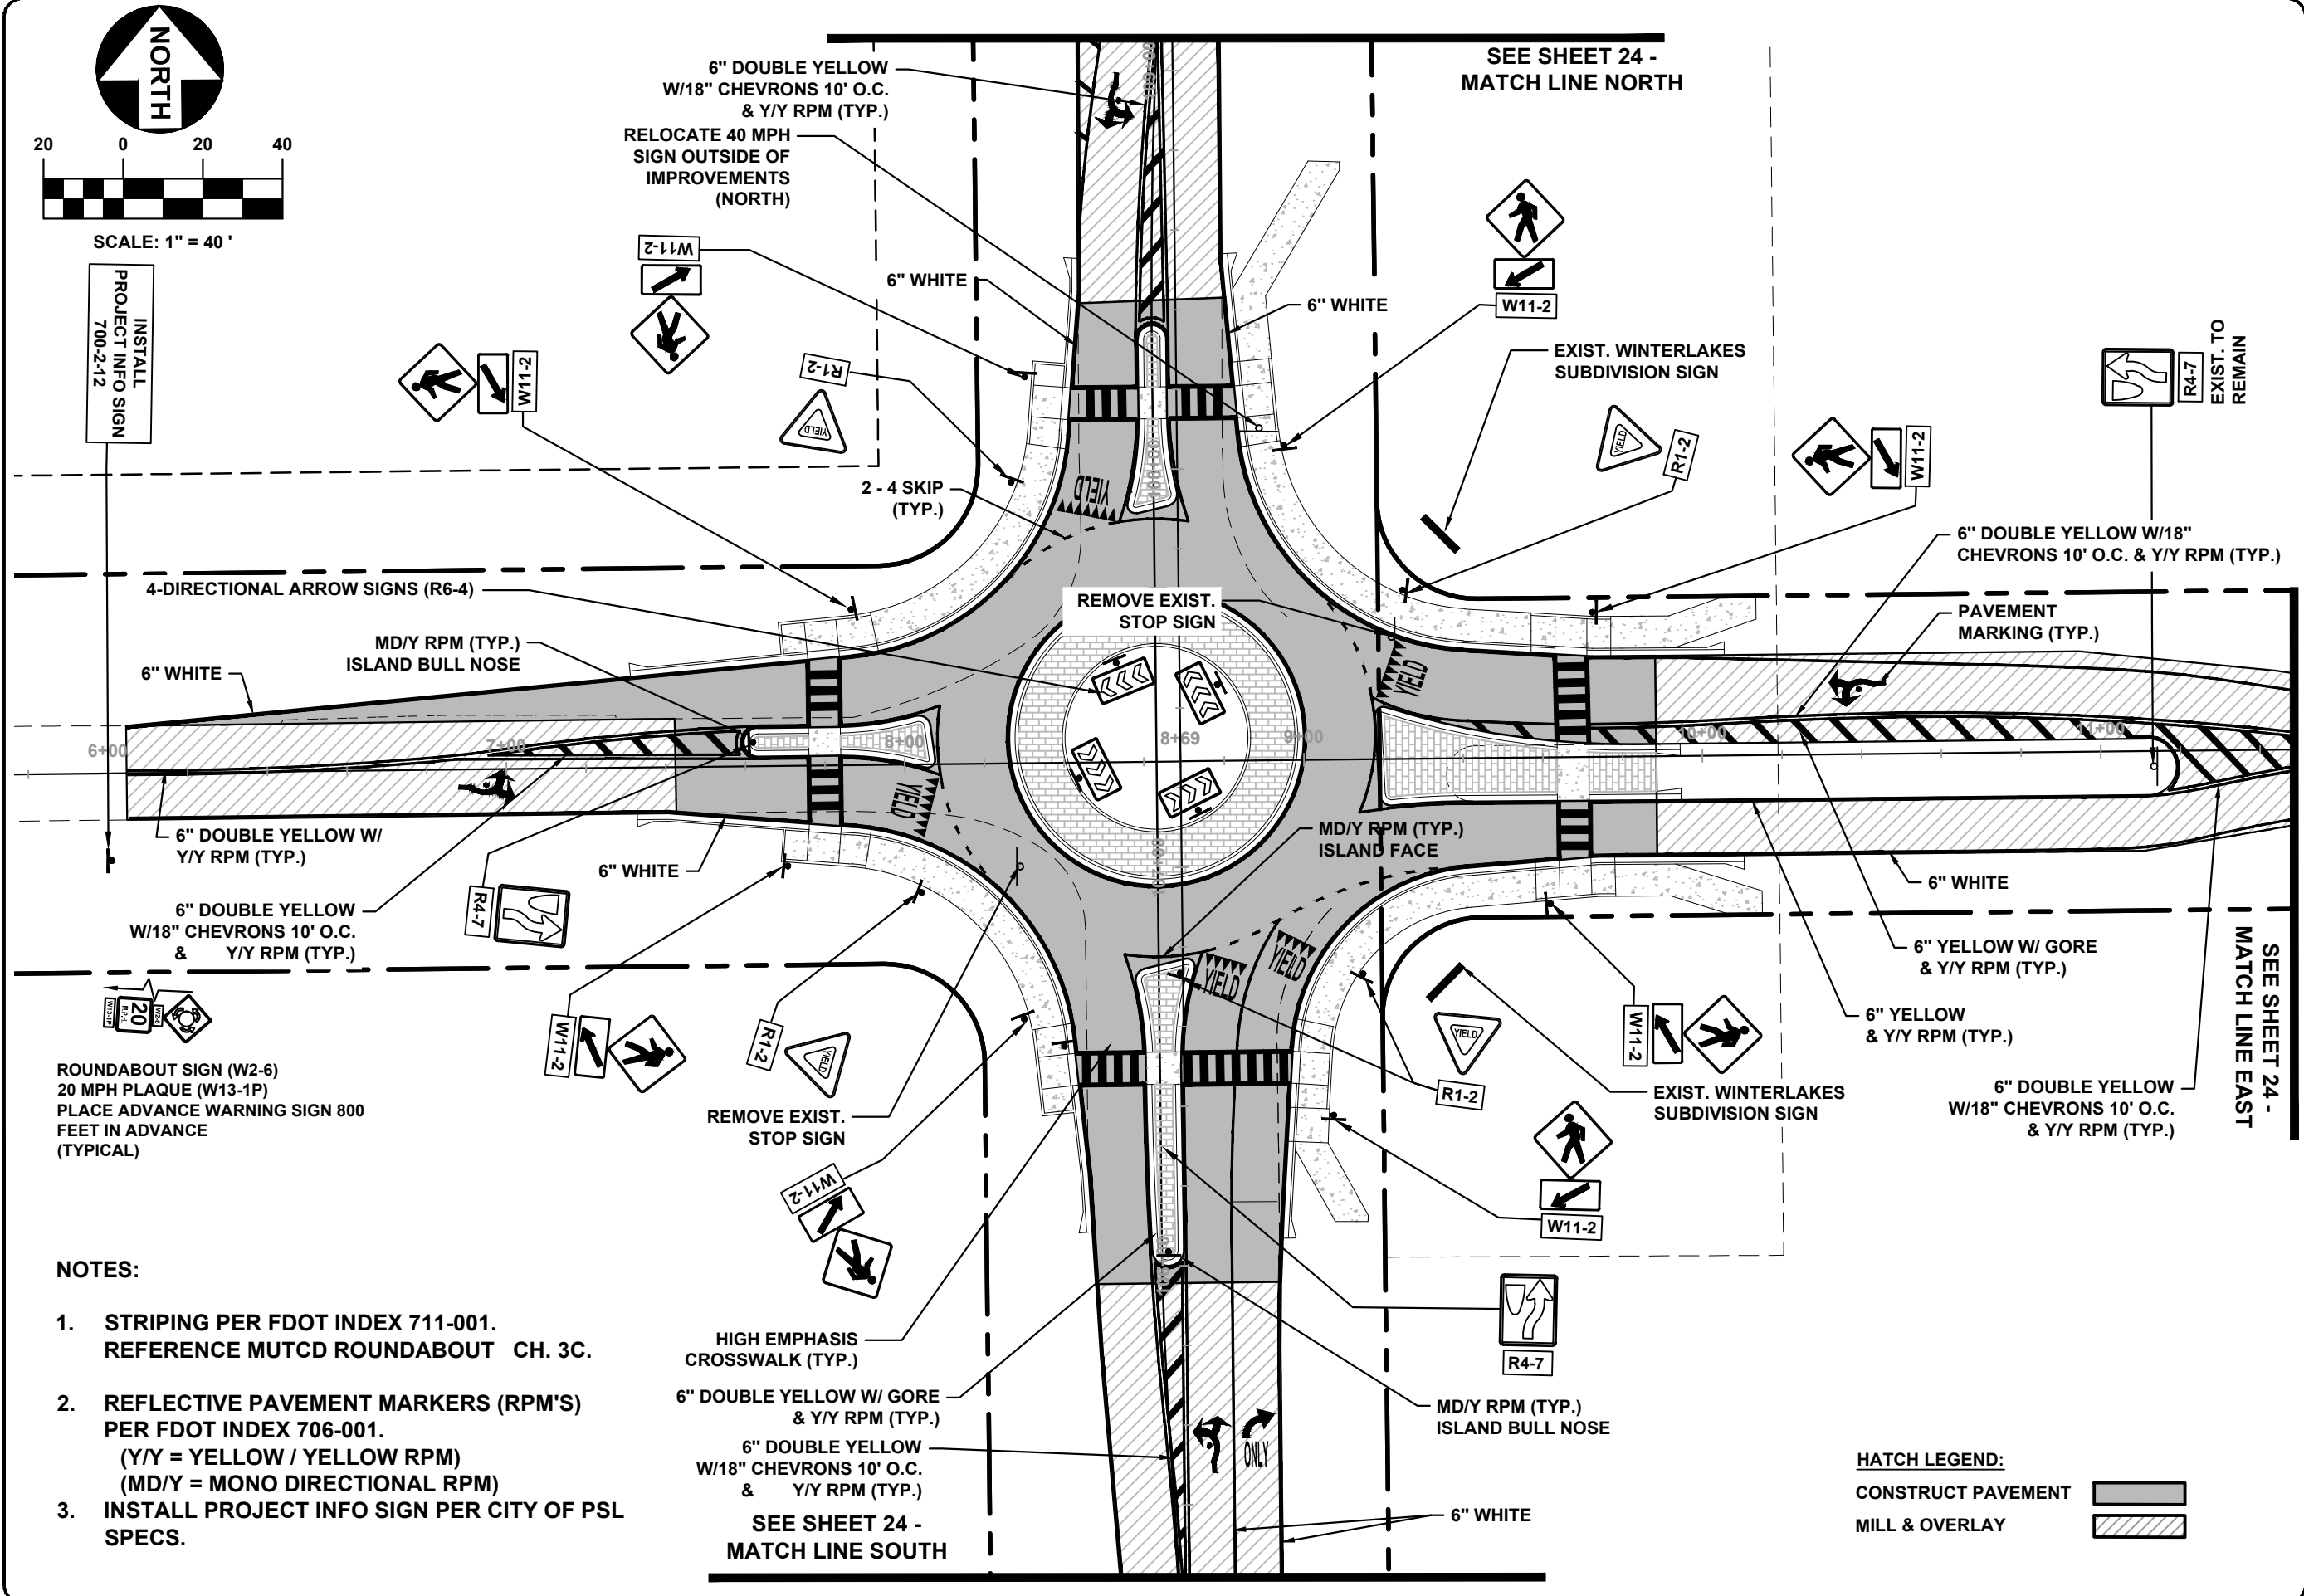 NORTH
20 0 20 40
SCALE: 1" = 40 '
INSTALL
PROJECT INFO SIGN
700-2-12
6" DOUBLE YELLOW
W/18" CHEVRONS 10' O.C.
& Y/Y RPM (TYP.)
RELOCATE 40 MPH
SIGN OUTSIDE OF
IMPROVEMENTS
(NORTH)
SEE SHEET 24 -
MATCH LINE NORTH
W11-2
6" WHITE
6" WHITE
W11-2
W11-2
R1-2
YIELD
EXIST. WINTERLAKES
SUBDIVISION SIGN
R4-7
EXIST. TO
REMAIN
YIELD
R1-2
W11-2
2 - 4 SKIP
(TYP.)
YIELD
6" DOUBLE YELLOW W/18"
CHEVRONS 10' O.C. & Y/Y RPM (TYP.)
4-DIRECTIONAL ARROW SIGNS (R6-4)
REMOVE EXIST.
STOP SIGN
PAVEMENT
MARKING (TYP.)
MD/Y RPM (TYP.)
ISLAND BULL NOSE
6" WHITE
YIELD
6+00
7+00
8+00
8+69
9+00
10+00
11+00
YIELD
6" DOUBLE YELLOW W/
Y/Y RPM (TYP.)
MD/Y RPM (TYP.)
ISLAND FACE
6" WHITE
6" WHITE
R4-7
6" DOUBLE YELLOW
W/18" CHEVRONS 10' O.C.
& Y/Y RPM (TYP.)
YIELD
YIELD
6" YELLOW W/ GORE
& Y/Y RPM (TYP.)
SEE SHEET 24 -
MATCH LINE EAST
W13-1P
20
M.P.H.
W2-6
ROUNDABOUT SIGN (W2-6)
20 MPH PLAQUE (W13-1P)
PLACE ADVANCE WARNING SIGN 800
FEET IN ADVANCE
(TYPICAL)
W11-2
R1-2
YIELD
YIELD
R1-2
W11-2
6" YELLOW
& Y/Y RPM (TYP.)
REMOVE EXIST.
STOP SIGN
EXIST. WINTERLAKES
SUBDIVISION SIGN
6" DOUBLE YELLOW
W/18" CHEVRONS 10' O.C.
& Y/Y RPM (TYP.)
W11-2
W11-2
NOTES:
1. STRIPING PER FDOT INDEX 711-001.
REFERENCE MUTCD ROUNDABOUT CH. 3C.
2. REFLECTIVE PAVEMENT MARKERS (RPM'S)
PER FDOT INDEX 706-001.
(Y/Y = YELLOW / YELLOW RPM)
(MD/Y = MONO DIRECTIONAL RPM)
3. INSTALL PROJECT INFO SIGN PER CITY OF PSL
SPECS.
HIGH EMPHASIS
CROSSWALK (TYP.)
6" DOUBLE YELLOW W/ GORE
& Y/Y RPM (TYP.)
6" DOUBLE YELLOW
W/18" CHEVRONS 10' O.C.
& Y/Y RPM (TYP.)
SEE SHEET 24 -
MATCH LINE SOUTH
ONLY
R4-7
MD/Y RPM (TYP.)
ISLAND BULL NOSE
6" WHITE
HATCH LEGEND:
CONSTRUCT PAVEMENT
MILL & OVERLAY